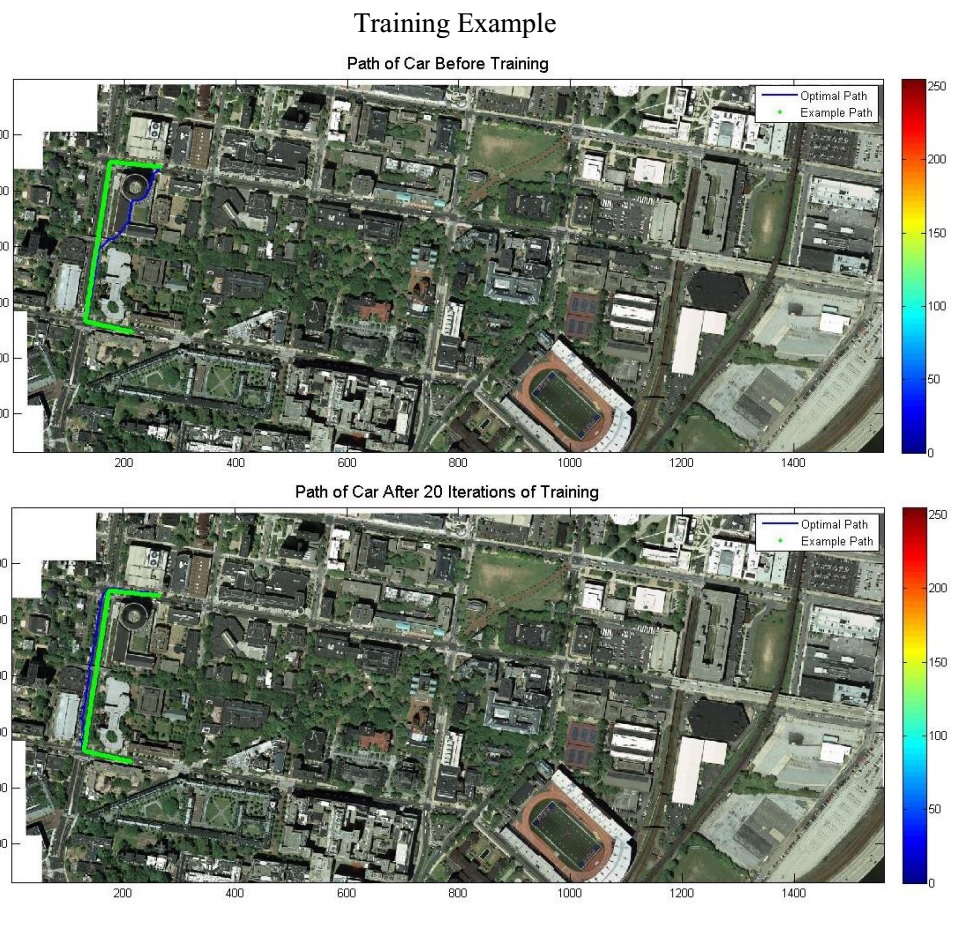 Training Example
Path of Car Before Training
Optimal Path
Example Path
250
200
150
100
50
0
200 400 600 800 1000 1200 1400
Path of Car After 20 Iterations of Training
Optimal Path
Example Path
250
200
150
100
50
0
200 400 600 800 1000 1200 1400